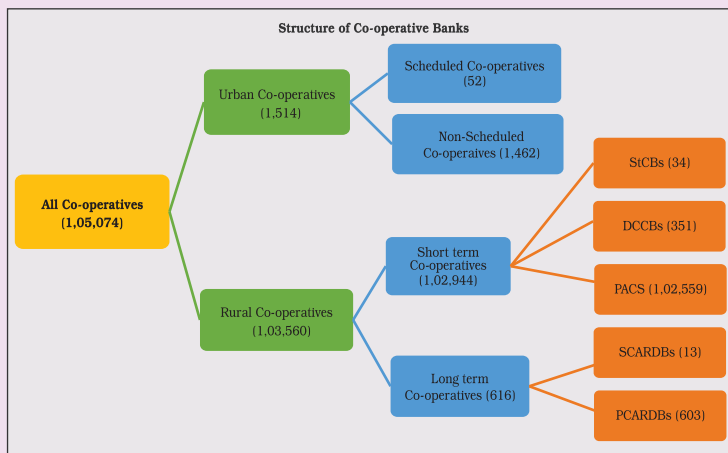 Structure of Co-operative Banks
All Co-operatives
(1,05,074)
Urban Co-operatives
(1,514)
Scheduled Co-operatives
(52)
Non-Scheduled
Co-operaives (1,462)
Rural Co-operatives
(1,03,560)
Short term
Co-operatives
(1,02,944)
StCBs (34)
DCCBs (351)
PACS (1,02,559)
Long term
Co-operatives (616)
SCARDBs (13)
PCARDBs (603)